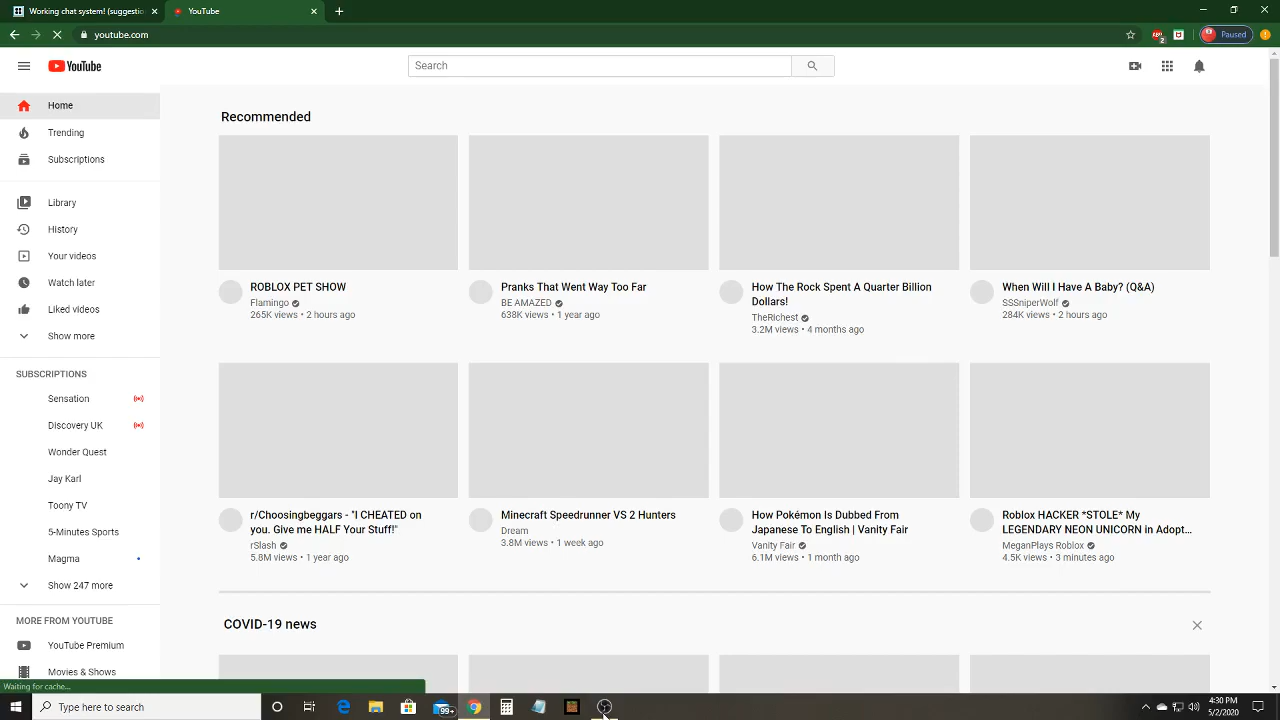 Working chat system! (suggestio
YouTube
youtube.com
Paused
YouTube
Search
Home
Trending
Subscriptions
Library
History
Your videos
Watch later
Liked videos
Show more
SUBSCRIPTIONS
Sensation
Discovery UK
Wonder Quest
Jay Karl
Toony TV
5-Minutes Sports
Magma
Show 247 more
MORE FROM YOUTUBE
YouTube Premium
Movies & Shows
Recommended
ROBLOX PET SHOW
Flamingo
265K views • 2 hours ago
Pranks That Went Way Too Far
BE AMAZED
638K views • 1 year ago
How The Rock Spent A Quarter Billion
Dollars!
TheRichest
3.2M views • 4 months ago
When Will I Have A Baby? (Q&A)
SSSniperWolf
284K views • 2 hours ago
r/Choosingbeggars - "I CHEATED on
you. Give me HALF Your Stuff!"
rSlash
5.8M views • 1 year ago
Minecraft Speedrunner VS 2 Hunters
Dream
3.8M views • 1 week ago
How Pokémon Is Dubbed From
Japanese To English | Vanity Fair
Vanity Fair
6.1M views • 1 month ago
Roblox HACKER *STOLE* My
LEGENDARY NEON UNICORN in Adopt...
MeganPlays Roblox
4.5K views • 3 minutes ago
COVID-19 news
Waiting for cache...
Type here to search
99+
4:30 PM
5/2/2020